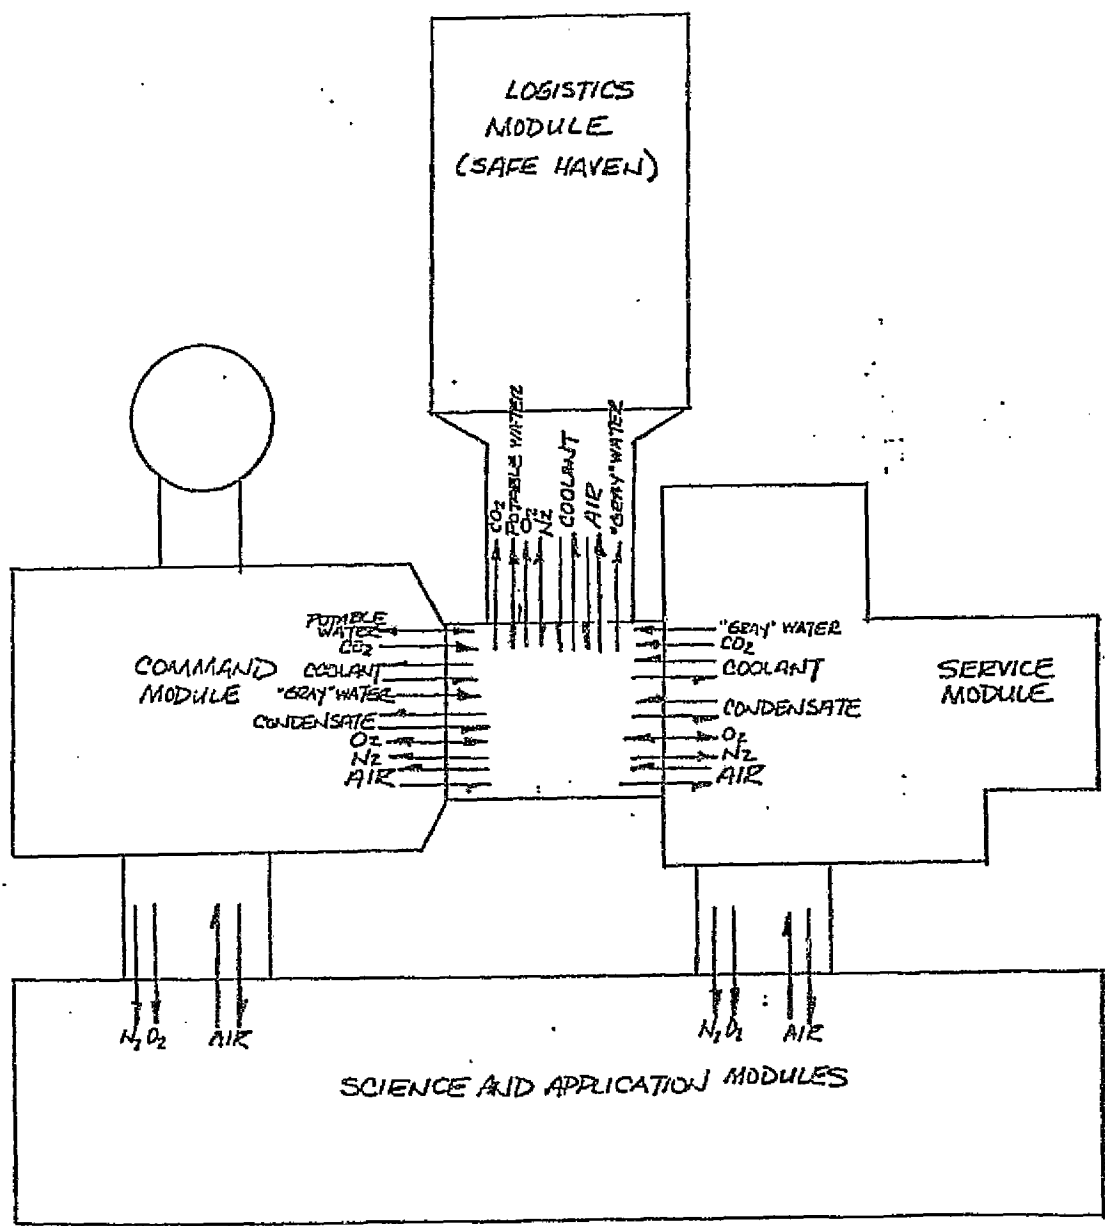 LOGISTICS
MODULE
(SAFE HAVEN)
CO2
POTABLE WATER
O2
N2
COOLANT
AIR
"GRAY" WATER
COMMAND
MODULE
POTABLE
WATER
CO2
COOLANT
"GRAY" WATER
CONDENSATE
O2
N2
AIR
"GRAY" WATER
CO2
COOLANT
CONDENSATE
O2
N2
AIR
SERVICE
MODULE
N2 O2 AIR
N2 O2 AIR
SCIENCE AND APPLICATION MODULES